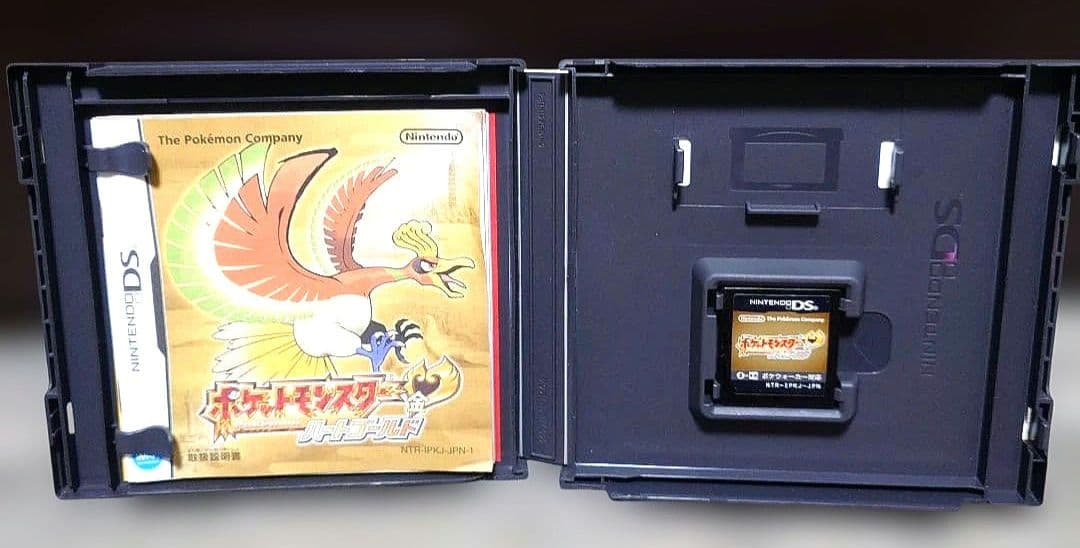 The Pokémon Company
Nintendo
NINTENDO DS
ポケットモンスター
金
ハートゴールド
取扱説明書
NTR-IPKJ-JPN-1
NINTENDO DS
NINTENDO DS
Nintendo The Pokémon Company
ポケットモンスター
ポケウォーカー対応
NTR-IPKJ-JPN